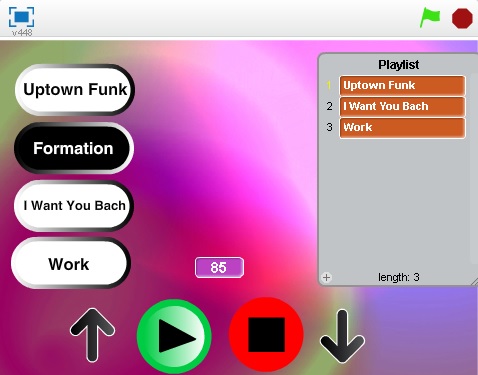 v448
Uptown Funk
Formation
I Want You Bach
Work
85
Playlist
1 Uptown Funk
2 I Want You Bach
3 Work
+ length: 3